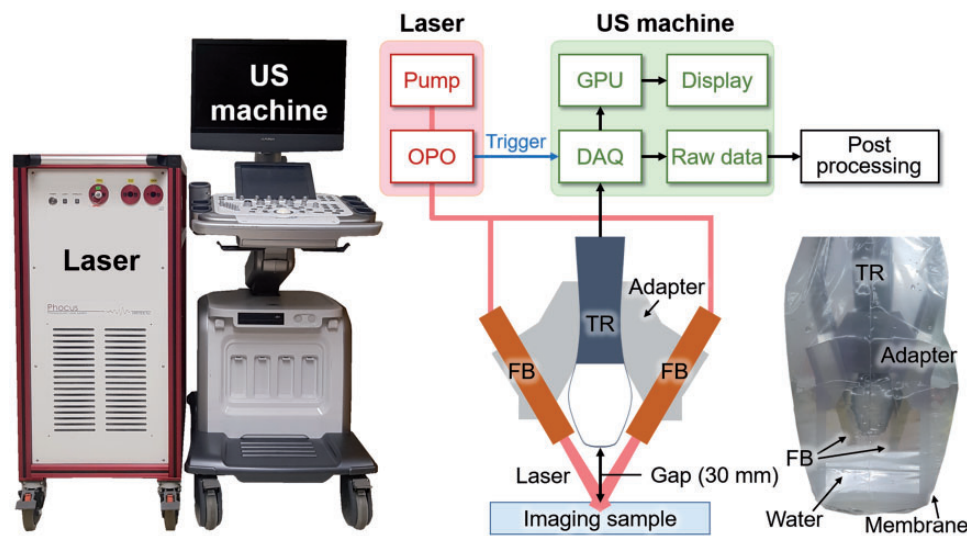 US
machine
Laser
Phocus
Laser
US machine
Pump
GPU
Display
OPO
Trigger
DAQ
Raw data
Post
processing
TR
Adapter
FB
FB
Laser
Gap (30 mm)
Imaging sample
TR
Adapter
FB
Water
Membrane